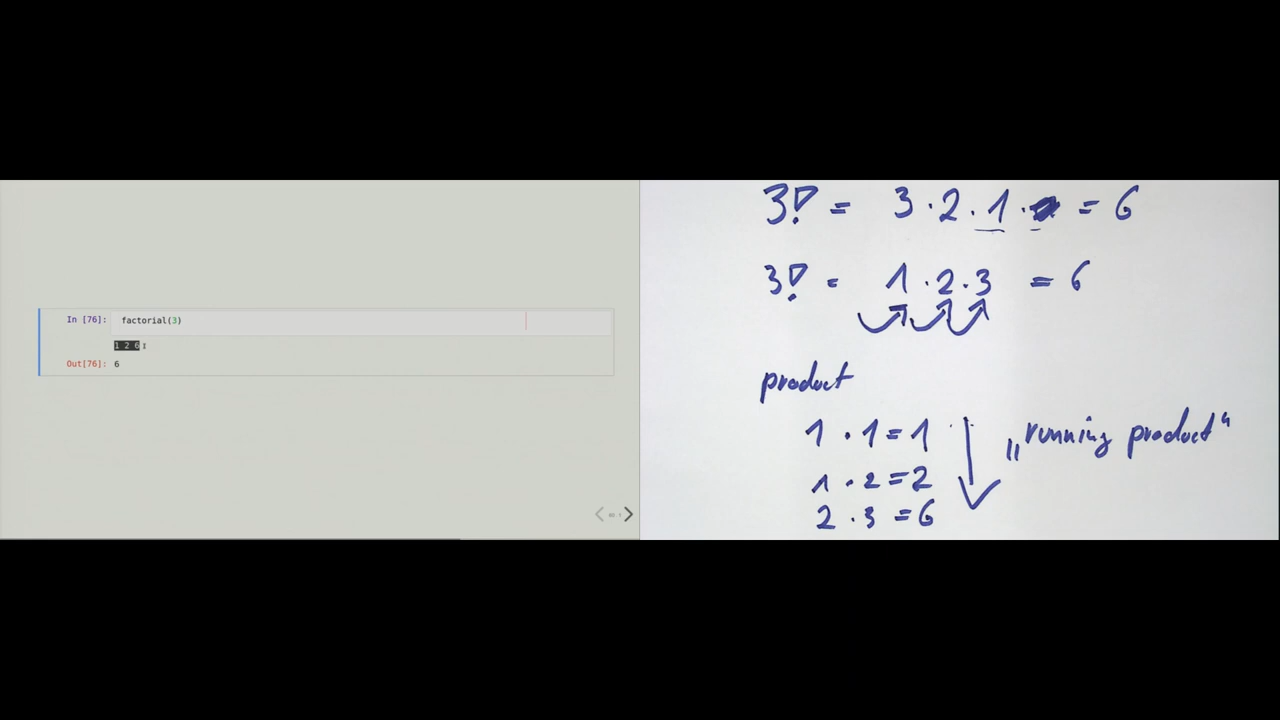 In [76]: factorial(3)
1 2 6
Out[76]: 6
3! = 3 · 2 · 1 · = 6
3! = 1 · 2 · 3 = 6
product
1 · 1 = 1
1 · 2 = 2
2 · 3 = 6
„running product“